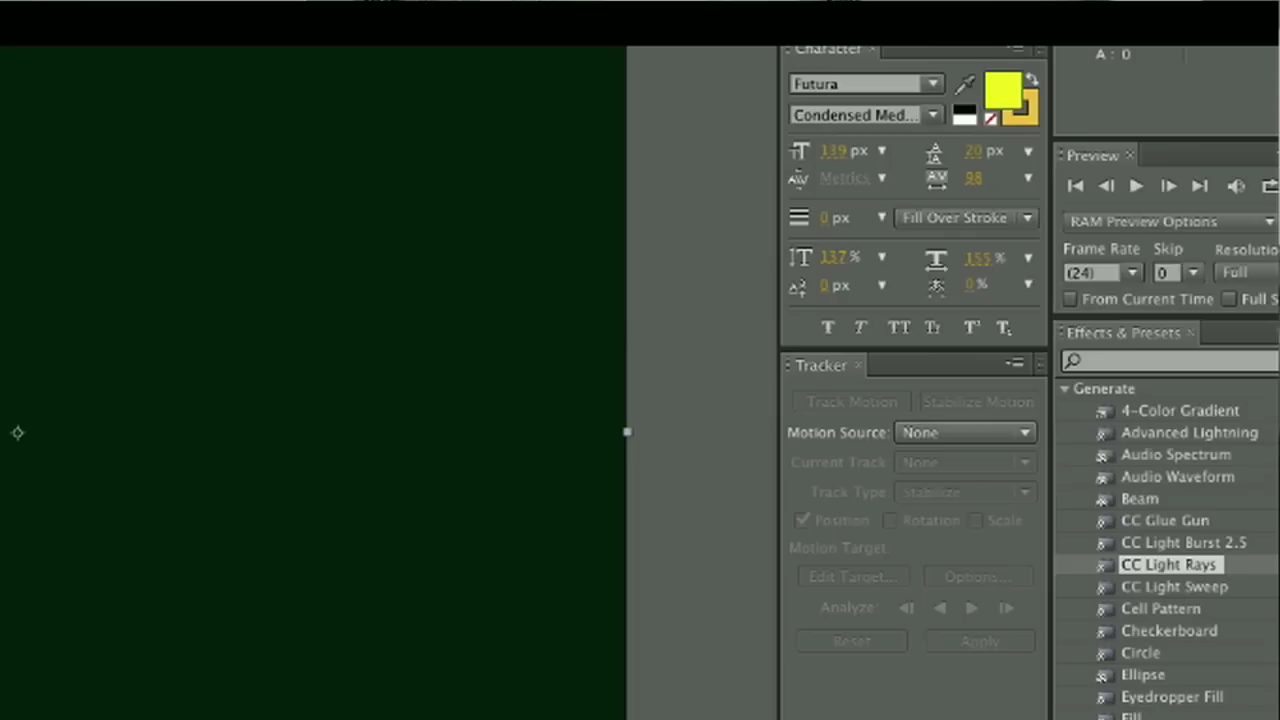 Character
A : 0
Futura
Condensed Med...
139 px
20 px
Metrics
98
0 px
Fill Over Stroke
137 %
155 %
0 px
0 %
T T TT Tr T¹ T₁
Preview
RAM Preview Options
Frame Rate Skip Resolutio
(24) 0 Full
From Current Time Full S
Tracker
Track Motion Stabilize Motion
Motion Source: None
Current Track: None
Track Type: Stabilize
Position Rotation Scale
Motion Target:
Edit Target... Options...
Analyze:
Reset Apply
Effects & Presets
Generate
4-Color Gradient
Advanced Lightning
Audio Spectrum
Audio Waveform
Beam
CC Glue Gun
CC Light Burst 2.5
CC Light Rays
CC Light Sweep
Cell Pattern
Checkerboard
Circle
Ellipse
Eyedropper Fill
Fill